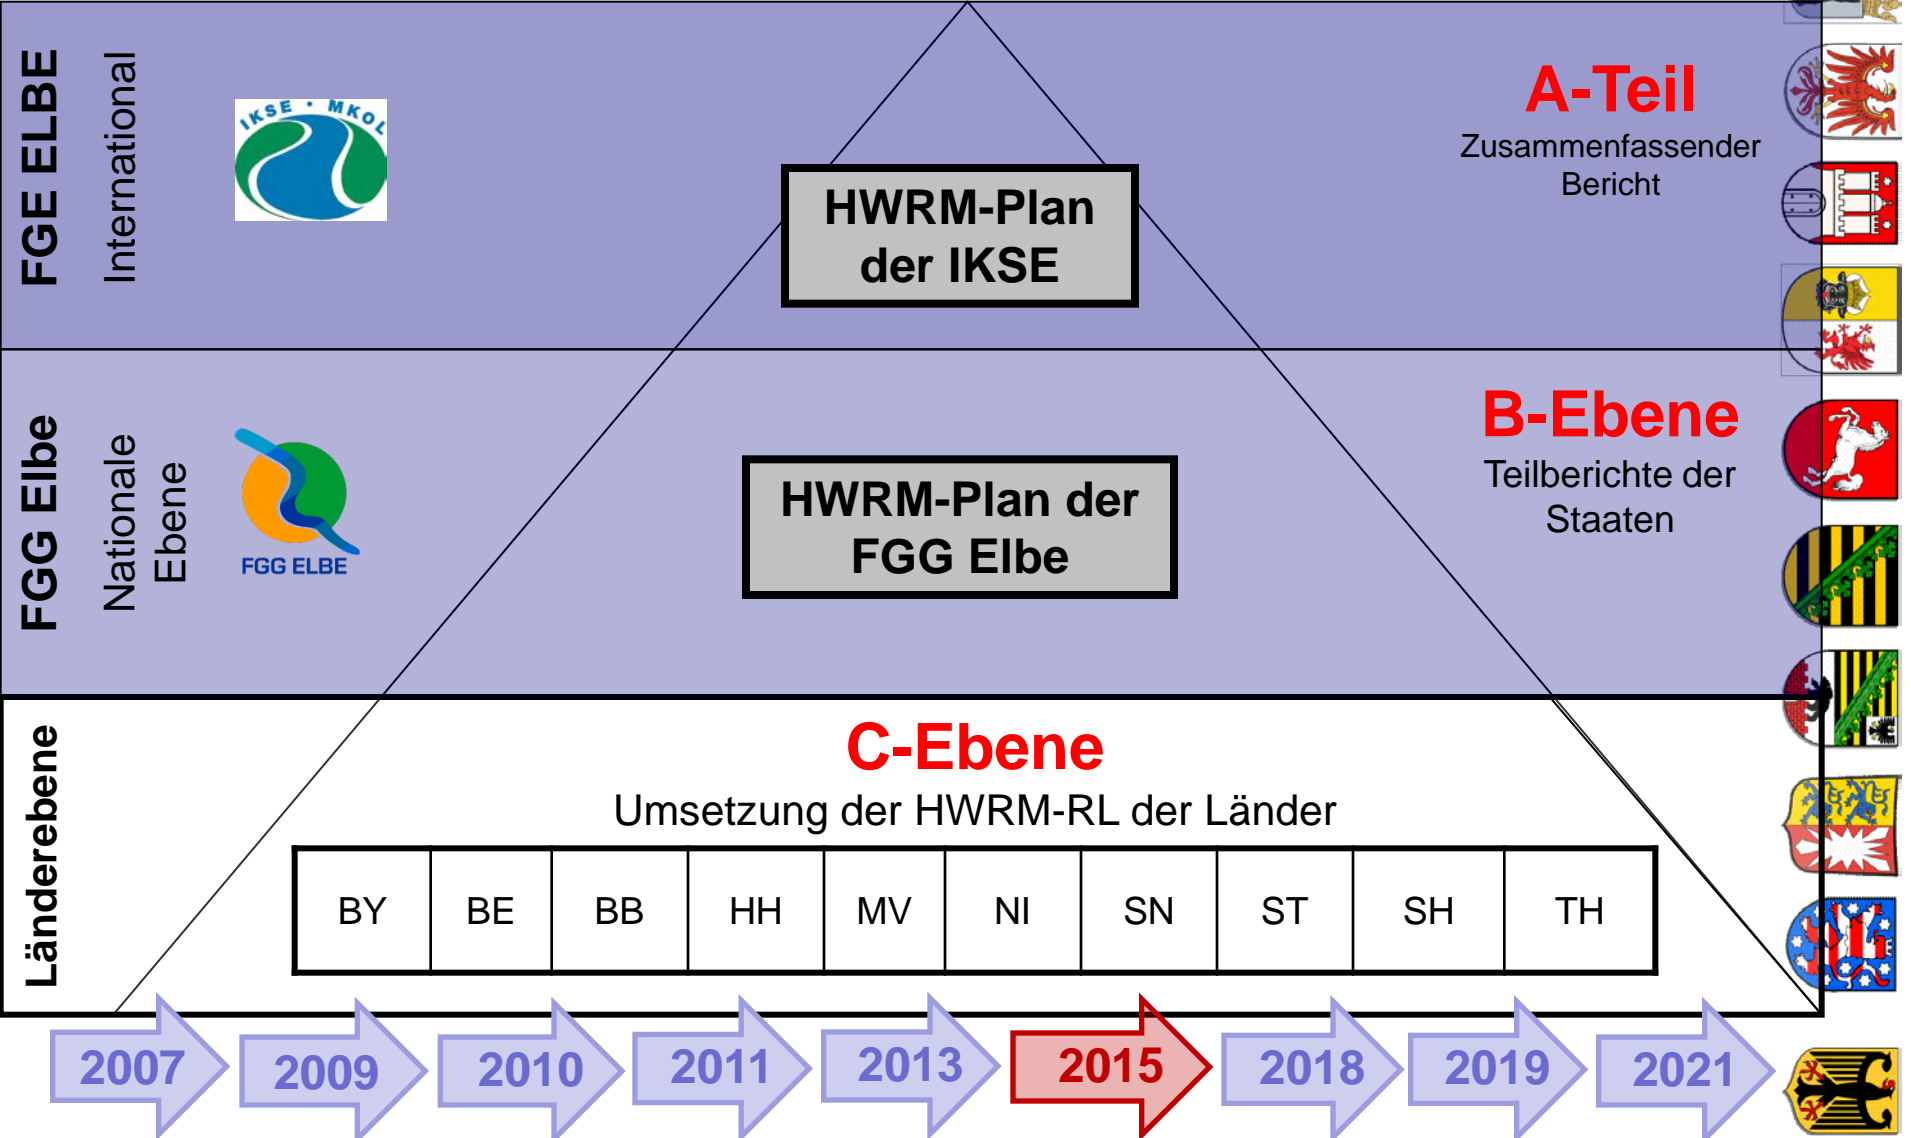 FGE ELBE
International
IKSE · MKOL
HWRM-Plan
der IKSE
A-Teil
Zusammenfassender
Bericht
FGG Elbe
Nationale
Ebene
FGG ELBE
HWRM-Plan der
FGG Elbe
B-Ebene
Teilberichte der
Staaten
Länderebene
C-Ebene
Umsetzung der HWRM-RL der Länder
BY BE BB HH MV NI SN ST SH TH
2007 2009 2010 2011 2013 2015 2018 2019 2021